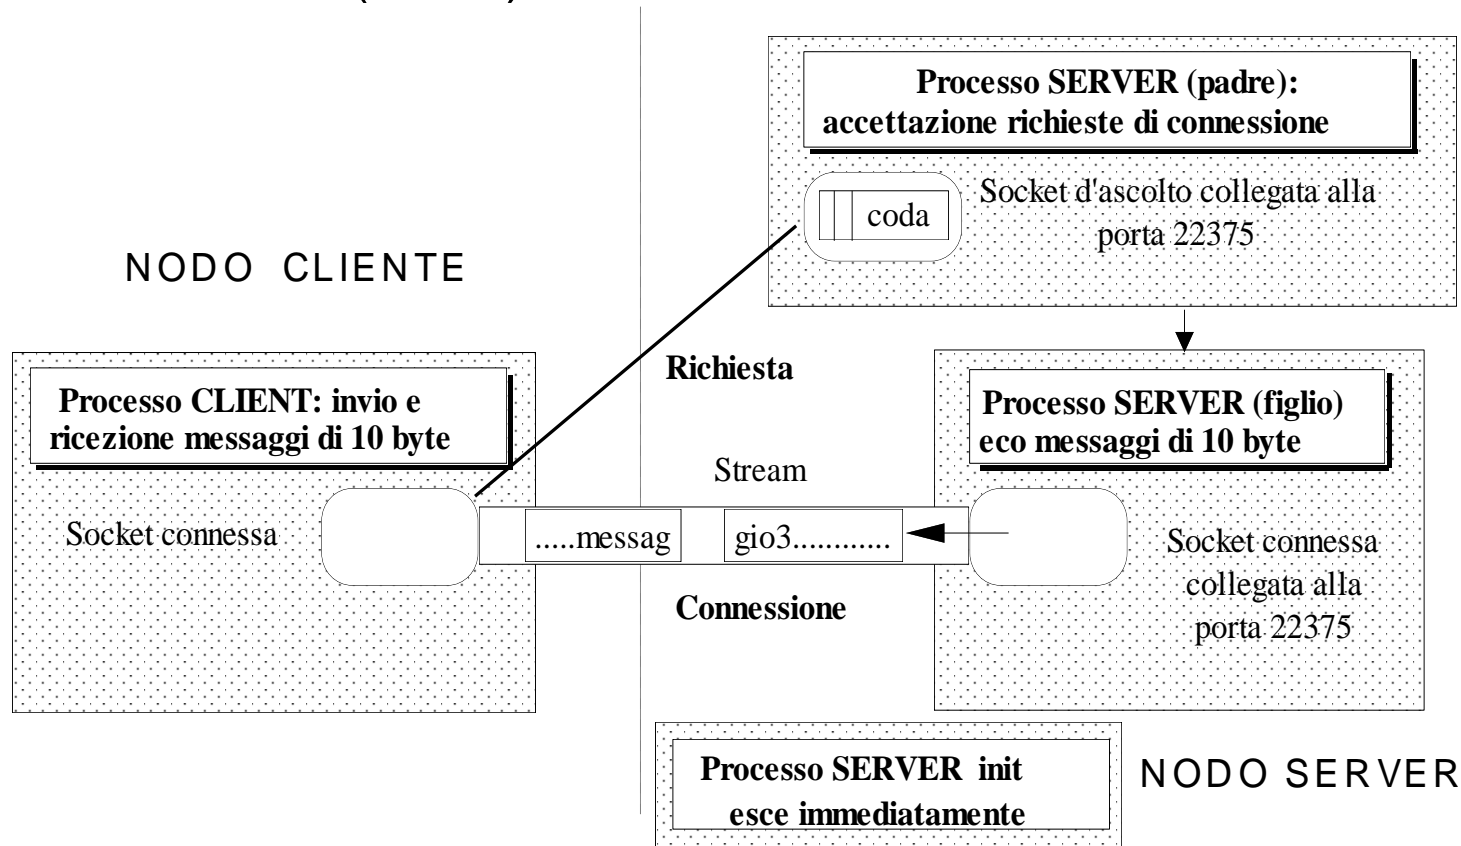 Processo SERVER (padre):
accettazione richieste di connessione
coda
Socket d'ascolto collegata alla
porta 22375
NODO CLIENTE
Richiesta
Processo CLIENT: invio e
ricezione messaggi di 10 byte
Processo SERVER (figlio)
eco messaggi di 10 byte
Stream
Socket connessa
.....messag
gio3............
Socket connessa
collegata alla
porta 22375
Connessione
Processo SERVER init
esce immediatamente
NODO SERVER